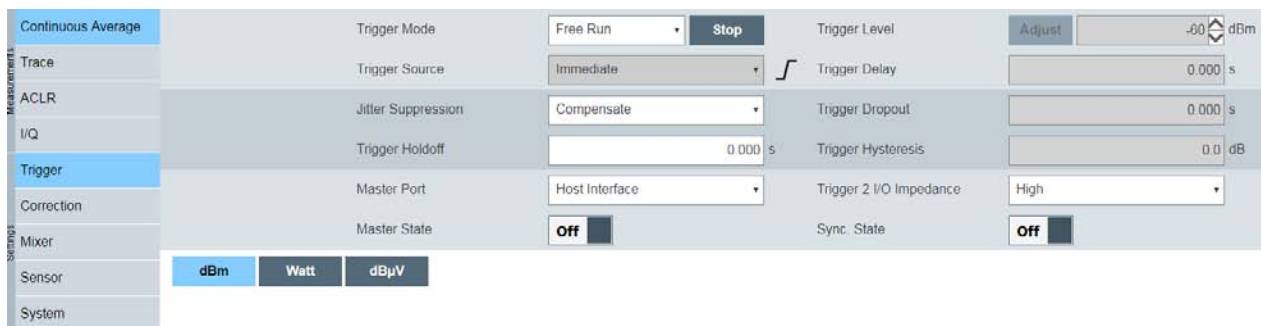 Measurements
Continuous Average
Trace
ACLR
I/Q
Settings
Trigger
Correction
Mixer
Sensor
System
Trigger Mode Free Run Stop Trigger Level Adjust -60 dBm
Trigger Source Immediate Trigger Delay 0.000 s
Jitter Suppression Compensate Trigger Dropout 0.000 s
Trigger Holdoff 0.000 s Trigger Hysteresis 0.0 dB
Master Port Host Interface Trigger 2 I/O Impedance High
Master State Off Sync. State Off
dBm Watt dBµV